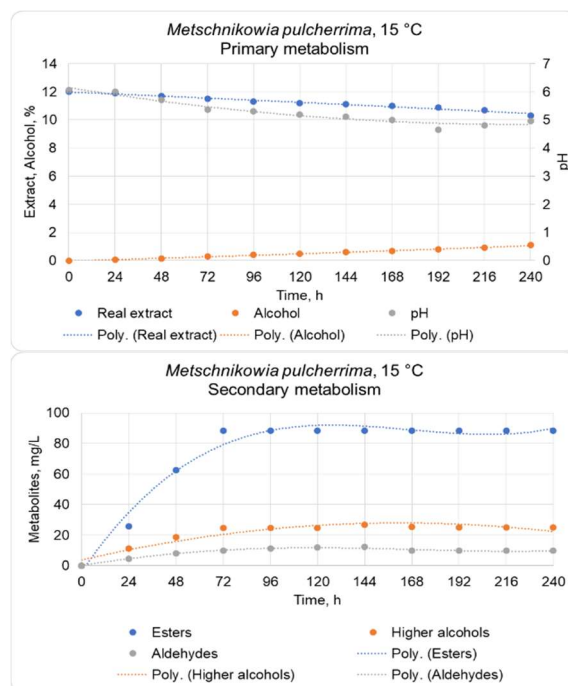 Metschnikowia pulcherrima, 15 °C
Primary metabolism
Extract, Alcohol, %
14
12
10
8
6
4
2
0
7
6
5
4
3
2
1
0
pH
0 24 48 72 96 120 144 168 192 216 240
Time, h
Real extract Alcohol pH
Poly. (Real extract) Poly. (Alcohol) Poly. (pH)
Metschnikowia pulcherrima, 15 °C
Secondary metabolism
Metabolites, mg/L
100
80
60
40
20
0
0 24 48 72 96 120 144 168 192 216 240
Time, h
Esters Higher alcohols
Aldehydes Poly. (Esters)
Poly. (Higher alcohols) Poly. (Aldehydes)